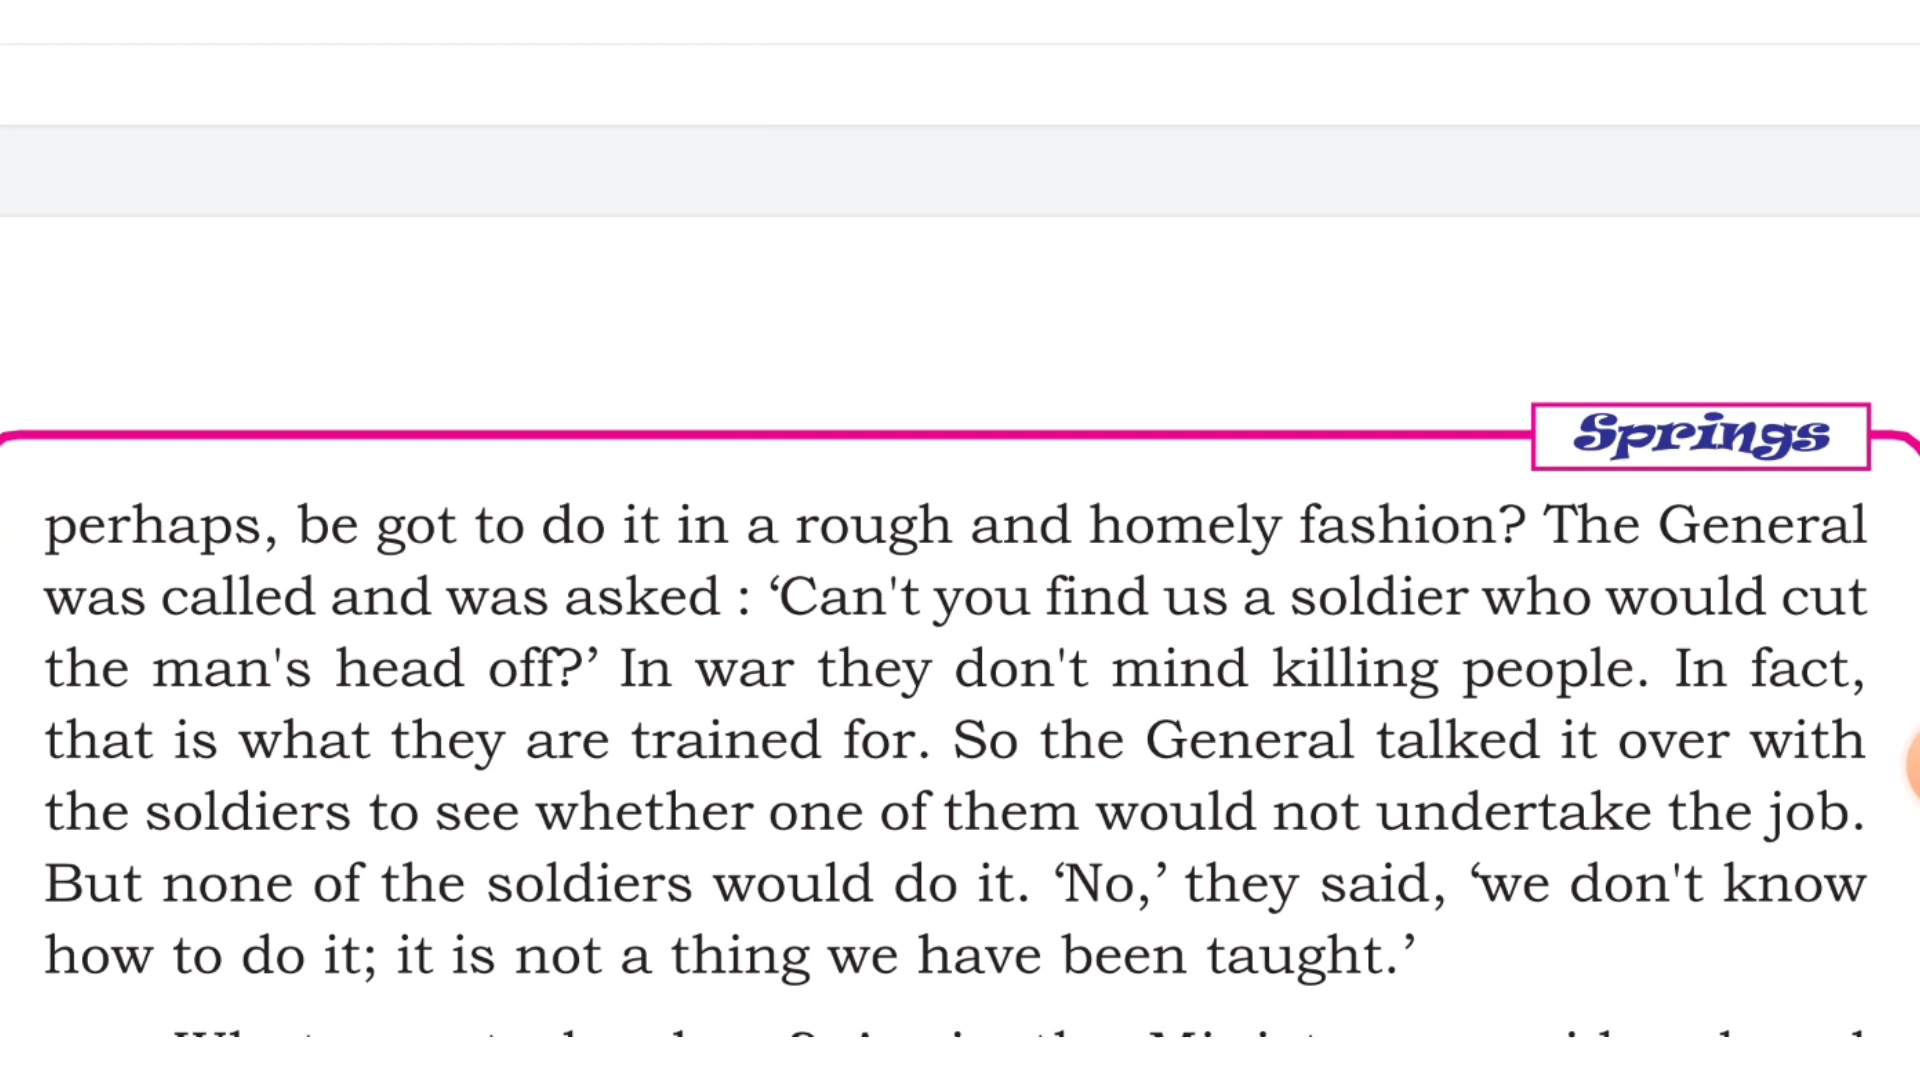 Springs
perhaps, be got to do it in a rough and homely fashion? The General
was called and was asked : ‘Can't you find us a soldier who would cut
the man's head off?’ In war they don't mind killing people. In fact,
that is what they are trained for. So the General talked it over with
the soldiers to see whether one of them would not undertake the job.
But none of the soldiers would do it. ‘No,’ they said, ‘we don't know
how to do it; it is not a thing we have been taught.’